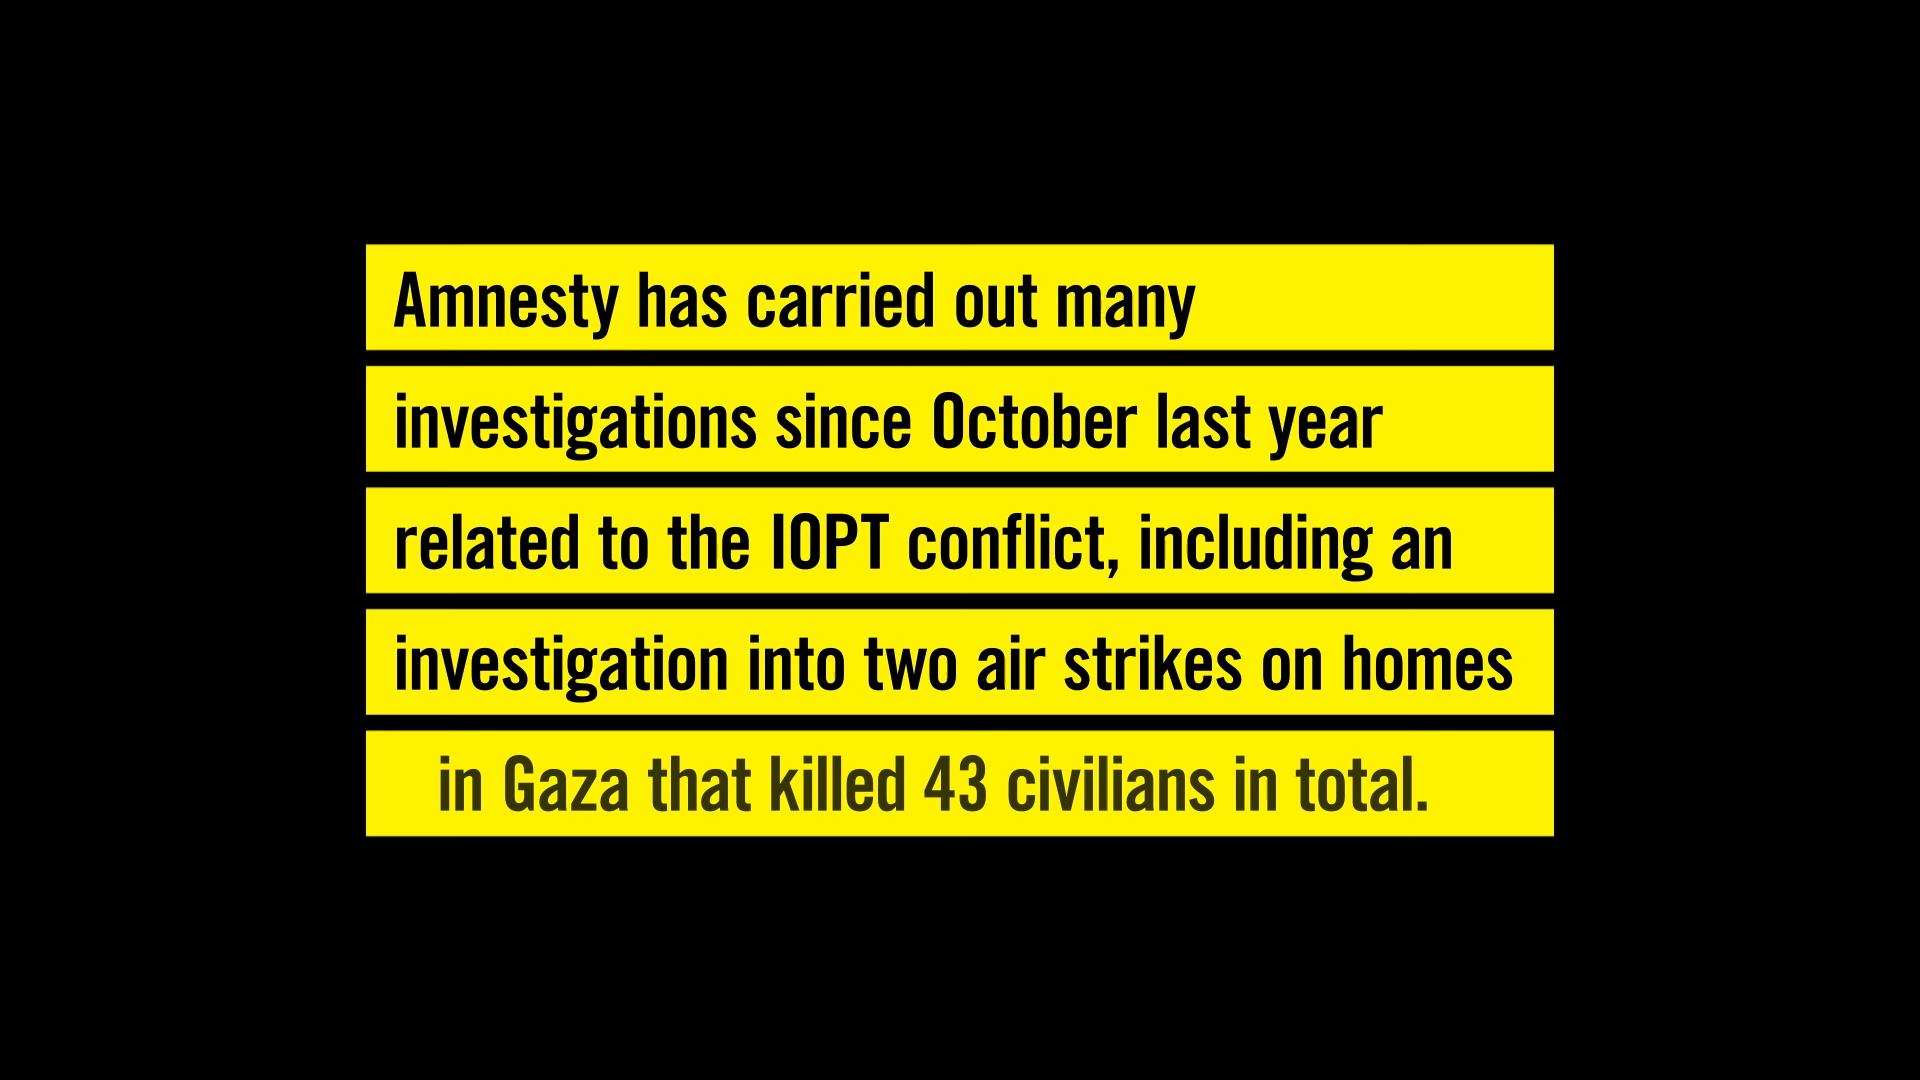 Amnesty has carried out many
investigations since October last year
related to the IOPT conflict, including an
investigation into two air strikes on homes
in Gaza that killed 43 civilians in total.